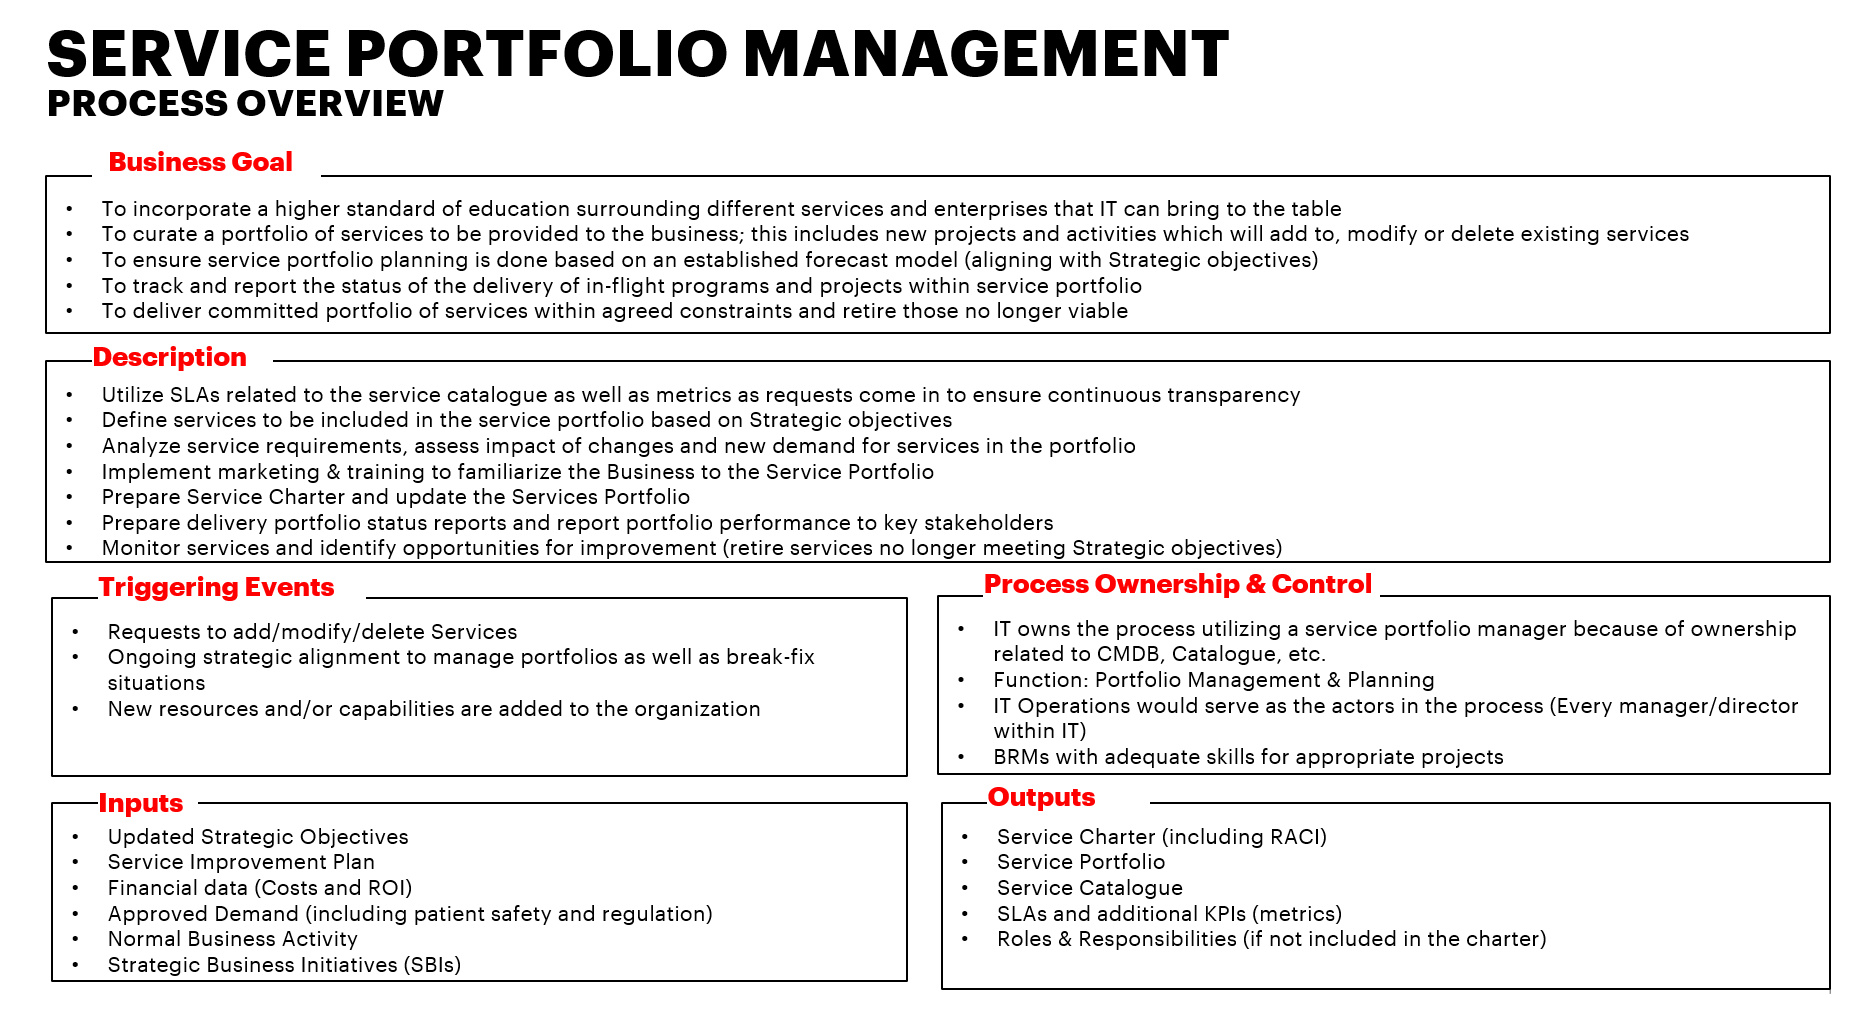 SERVICE PORTFOLIO MANAGEMENT
PROCESS OVERVIEW
Business Goal
• To incorporate a higher standard of education surrounding different services and enterprises that IT can bring to the table
• To curate a portfolio of services to be provided to the business; this includes new projects and activities which will add to, modify or delete existing services
• To ensure service portfolio planning is done based on an established forecast model (aligning with Strategic objectives)
• To track and report the status of the delivery of in-flight programs and projects within service portfolio
• To deliver committed portfolio of services within agreed constraints and retire those no longer viable
Description
• Utilize SLAs related to the service catalogue as well as metrics as requests come in to ensure continuous transparency
• Define services to be included in the service portfolio based on Strategic objectives
• Analyze service requirements, assess impact of changes and new demand for services in the portfolio
• Implement marketing & training to familiarize the Business to the Service Portfolio
• Prepare Service Charter and update the Services Portfolio
• Prepare delivery portfolio status reports and report portfolio performance to key stakeholders
• Monitor services and identify opportunities for improvement (retire services no longer meeting Strategic objectives)
Triggering Events
• Requests to add/modify/delete Services
• Ongoing strategic alignment to manage portfolios as well as break-fix
situations
• New resources and/or capabilities are added to the organization
Process Ownership & Control
• IT owns the process utilizing a service portfolio manager because of ownership
related to CMDB, Catalogue, etc.
• Function: Portfolio Management & Planning
• IT Operations would serve as the actors in the process (Every manager/director
within IT)
• BRMs with adequate skills for appropriate projects
Inputs
• Updated Strategic Objectives
• Service Improvement Plan
• Financial data (Costs and ROI)
• Approved Demand (including patient safety and regulation)
• Normal Business Activity
• Strategic Business Initiatives (SBIs)
Outputs
• Service Charter (including RACI)
• Service Portfolio
• Service Catalogue
• SLAs and additional KPIs (metrics)
• Roles & Responsibilities (if not included in the charter)